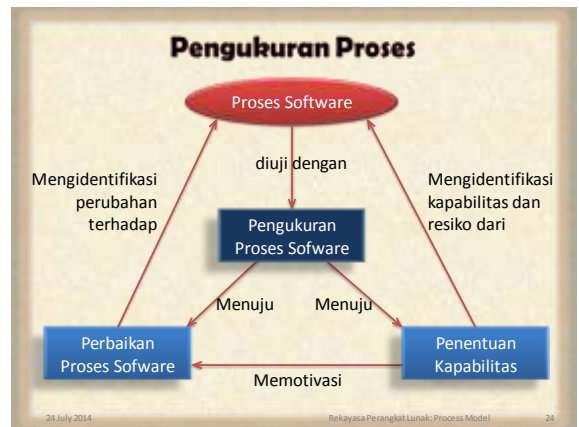 Pengukuran Proses
Proses Software
diuji dengan
Mengidentifikasi
perubahan
terhadap
Mengidentifikasi
kapabilitas dan
resiko dari
Pengukuran
Proses Sofware
Menuju
Menuju
Perbaikan
Proses Sofware
Penentuan
Kapabilitas
Memotivasi
24 July 2014
Rekayasa Perangkat Lunak: Process Model
24